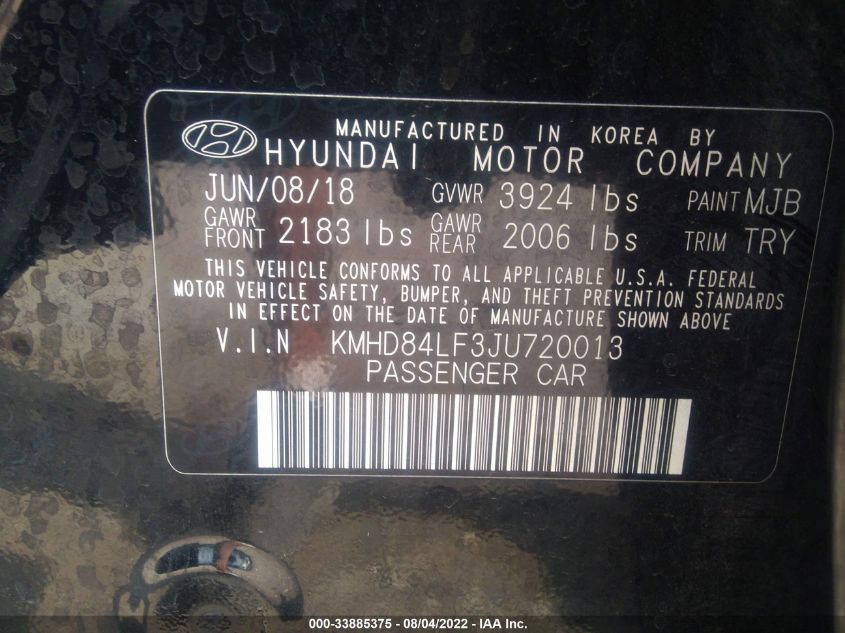 MANUFACTURED IN KOREA BY
HYUNDAI MOTOR COMPANY
JUN/08/18 GVWR 3924 lbs PAINT MJB
GAWR FRONT 2183 lbs GAWR REAR 2006 lbs TRIM TRY
THIS VEHICLE CONFORMS TO ALL APPLICABLE U.S.A. FEDERAL
MOTOR VEHICLE SAFETY, BUMPER, AND THEFT PREVENTION STANDARDS
IN EFFECT ON THE DATE OF MANUFACTURE SHOWN ABOVE
V.I.N KMHD84LF3JU720013
PASSENGER CAR
000-33885375 - 08/04/2022 - IAA Inc.